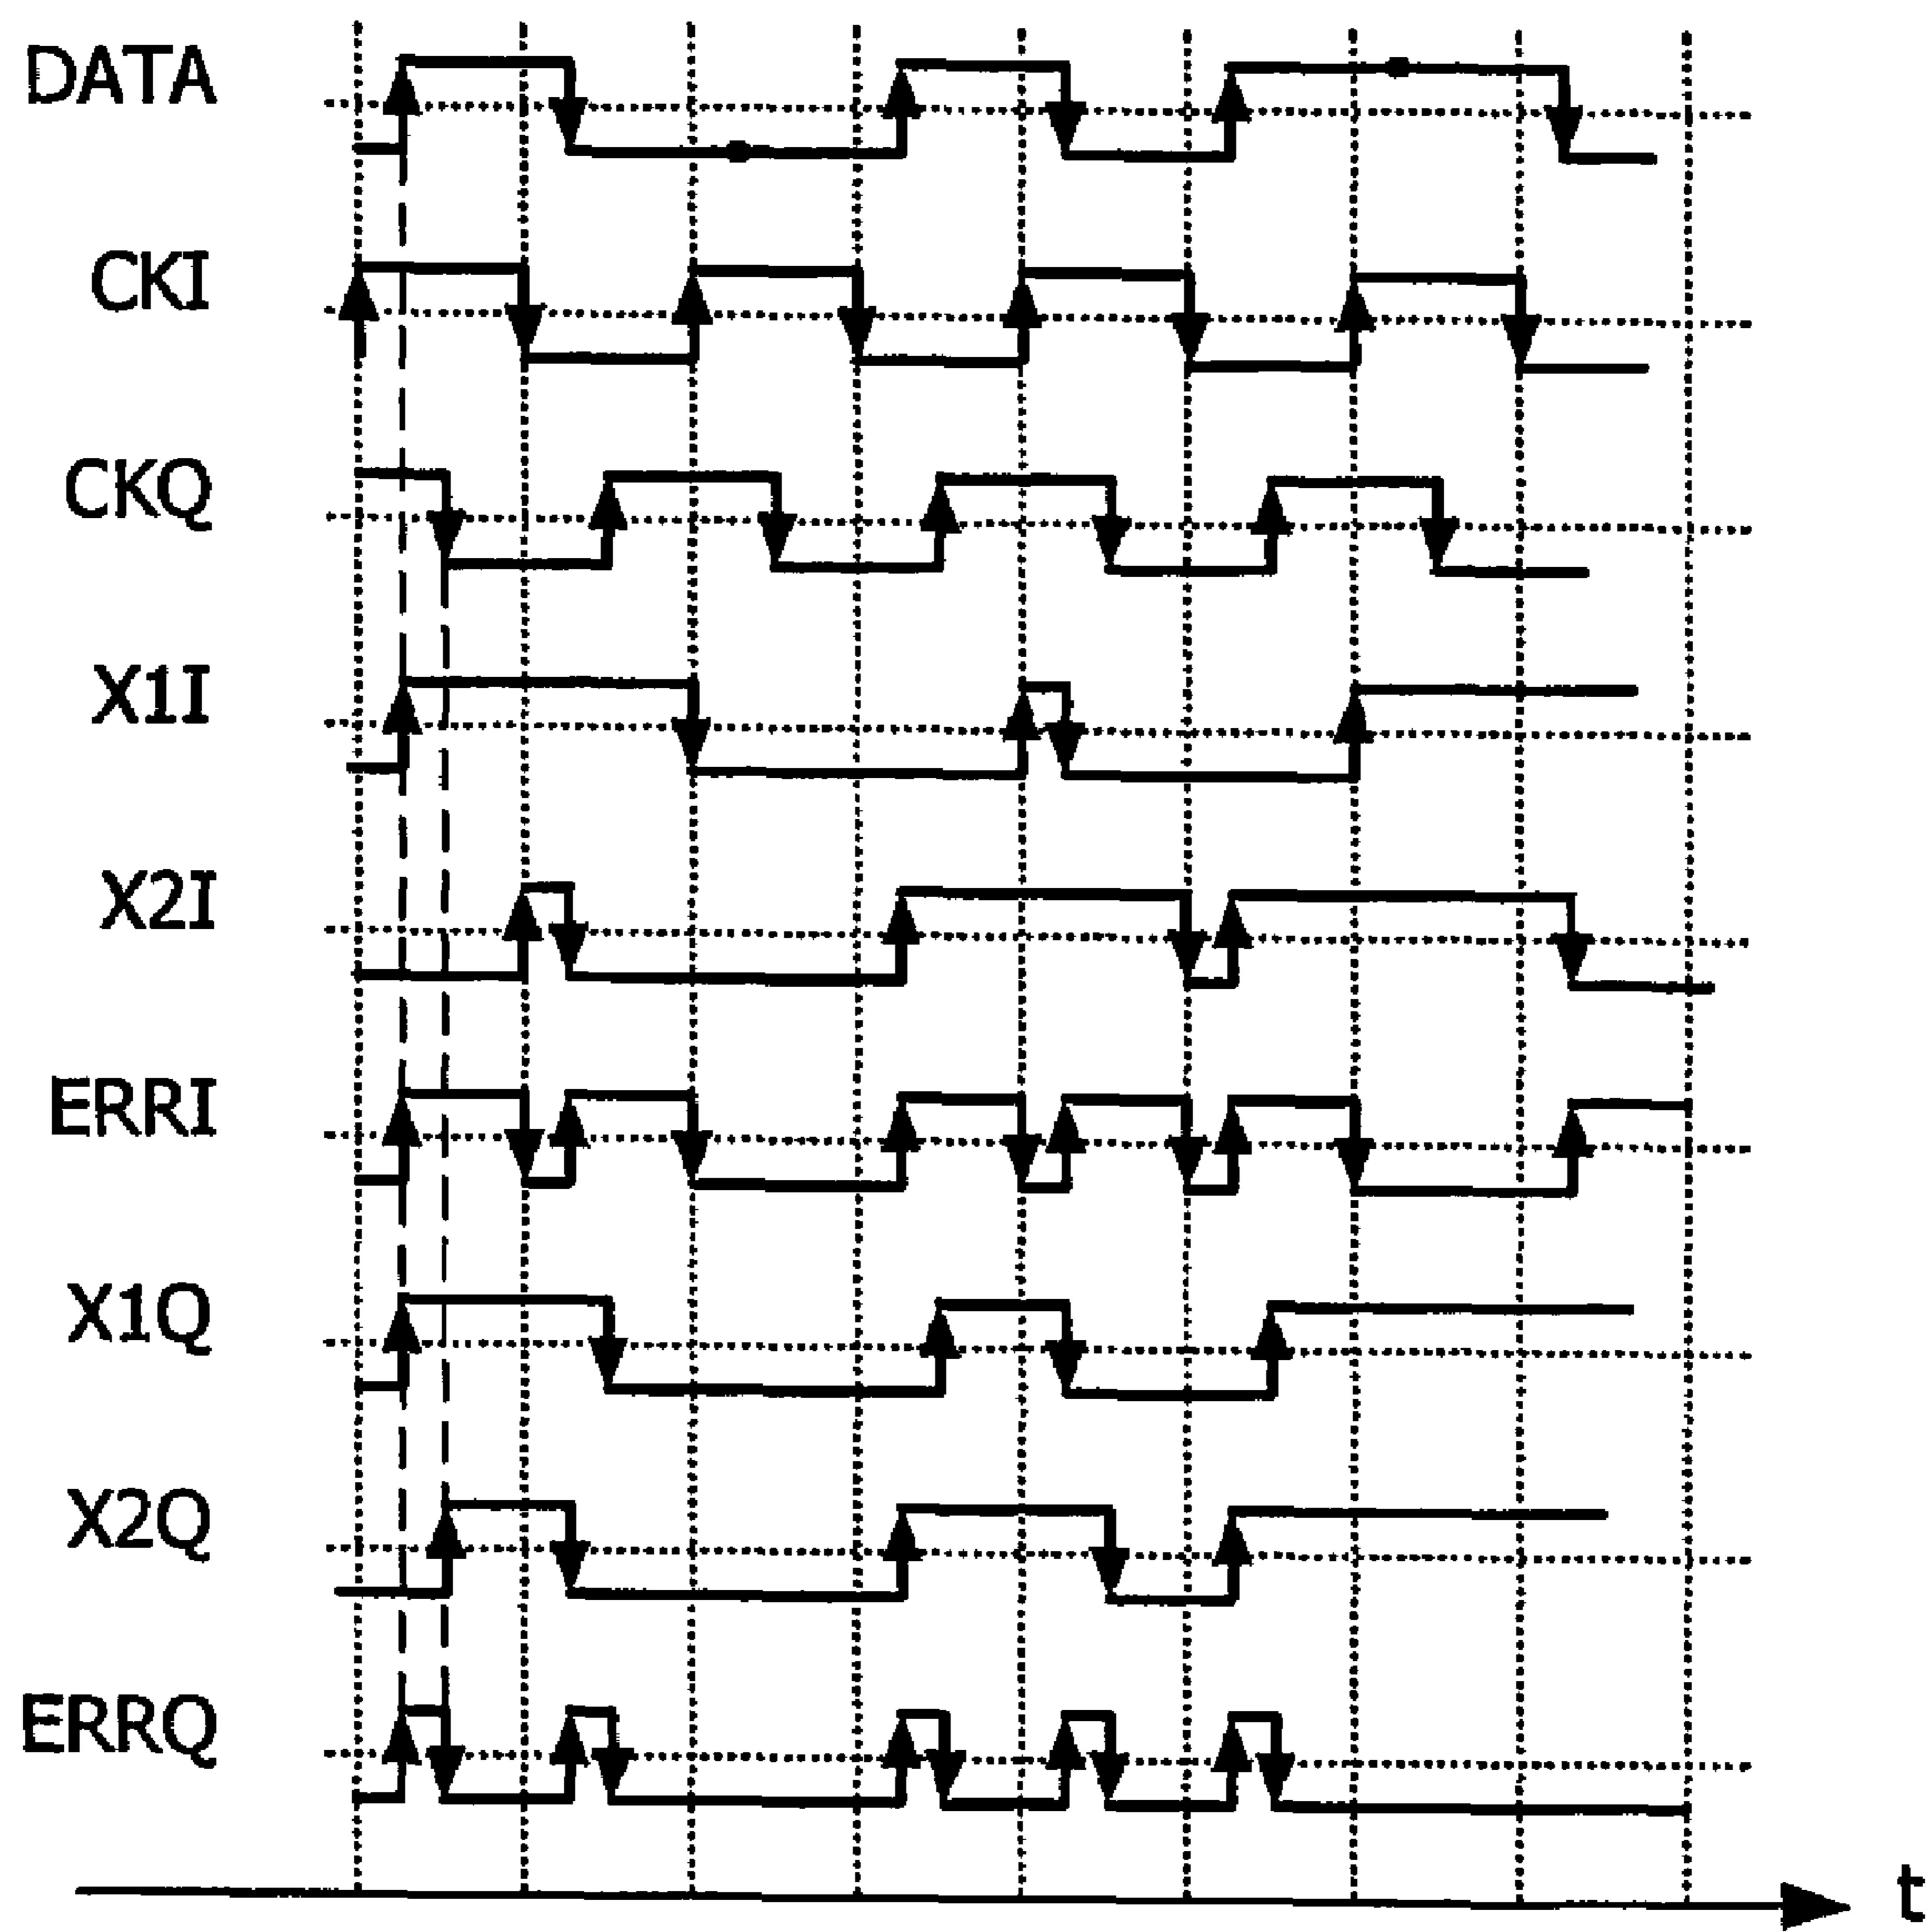 DATA
CKI
CKQ
X1I
X2I
ERRI
X1Q
X2Q
ERRQ
t